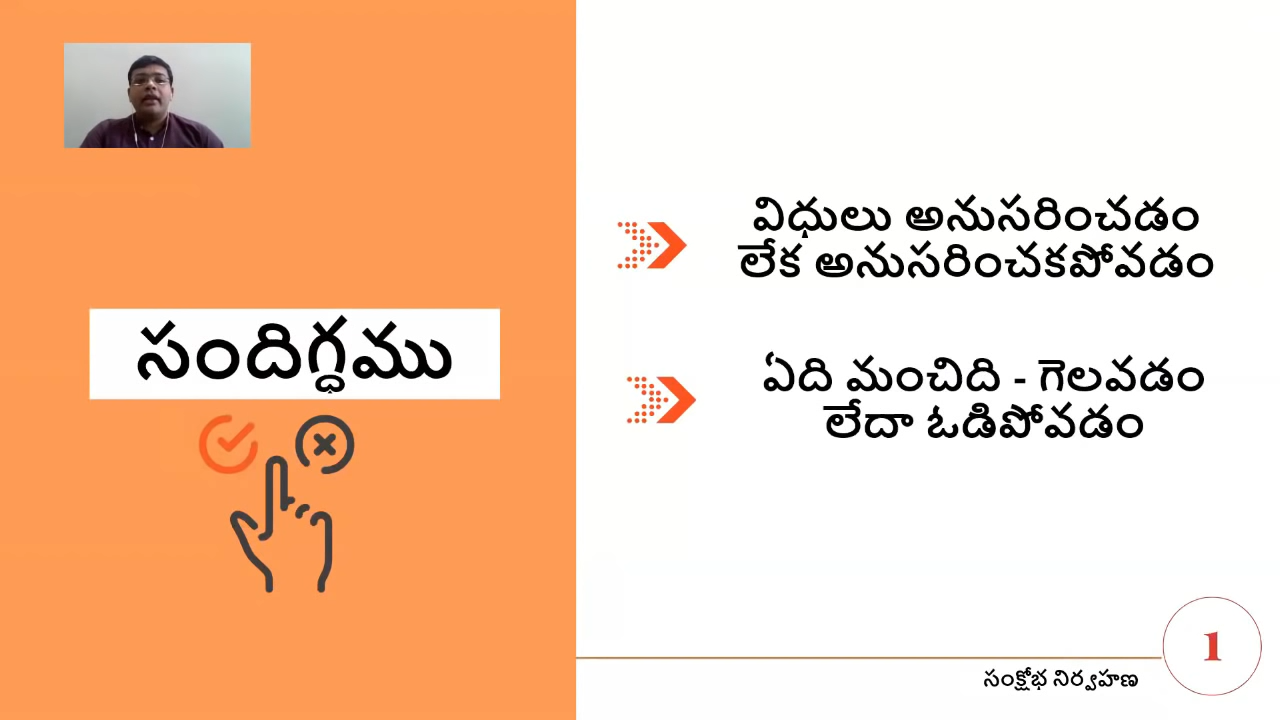 సందిగ్ధము
విధులు అనుసరించడం
లేక అనుసరించకపోవడం
ఏది మంచిది - గెలవడం
లేదా ఓడిపోవడం
సంక్షోభ నిర్వహణ
1